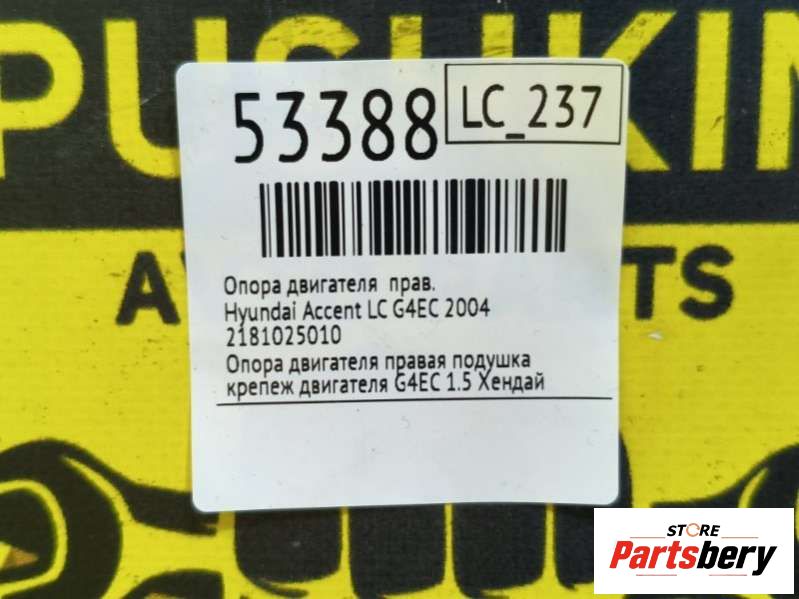 PUSHKIN
53388
LC_237
Опора двигателя прав.
Hyundai Accent LC G4EC 2004
2181025010
Опора двигателя правая подушка
крепеж двигателя G4EC 1.5 Хендай
STORE
Partsbery